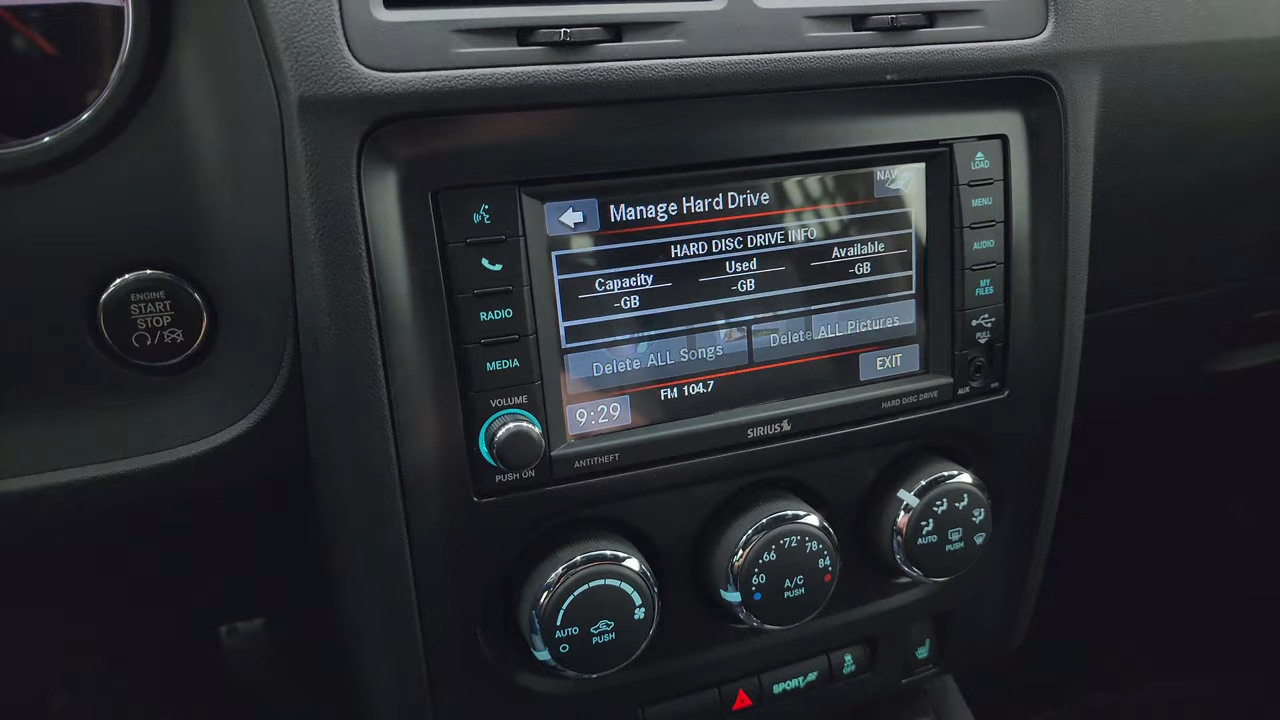 ENGINE
START
STOP
RADIO
MEDIA
VOLUME
PUSH ON
NAV
Manage Hard Drive
HARD DISC DRIVE INFO
Capacity Used Available
-GB -GB -GB
Delete ALL Songs Delete ALL Pictures
EXIT
FM 104.7
9:29
ANTITHEFT
SIRIUS
HARD DISC DRIVE
LOAD
MENU
AUDIO
MY
FILES
PULL
AUX
AUTO
PUSH
60 66 72 78 84
A/C
PUSH
AUTO
PUSH
SPORT
OFF